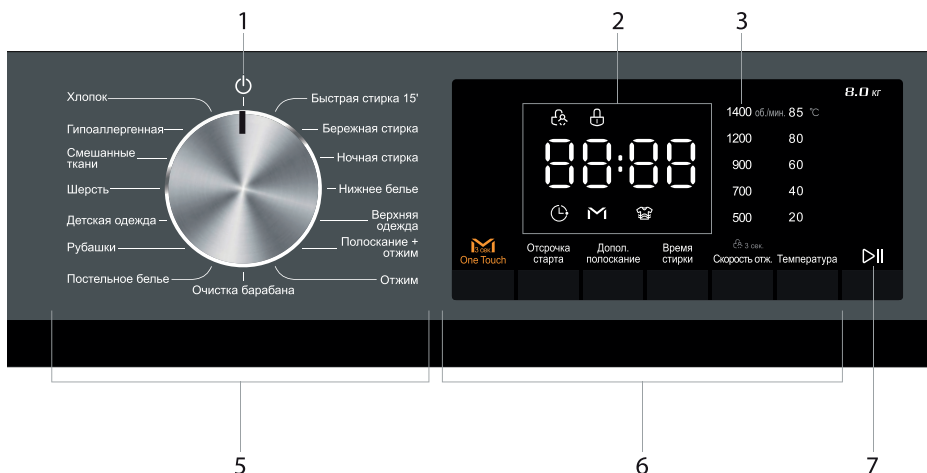 1
2
3
Хлопок
Гипоаллергенная
Смешанные
ткани
Шерсть
Детская одежда
Рубашки
Постельное белье
Очистка барабана
Быстрая стирка 15'
Бережная стирка
Ночная стирка
Нижнее белье
Верхняя
одежда
Полоскание +
отжим
Отжим
8.0 кг
88:88
1400 об./мин. 85 °C
1200 80
900 60
700 40
500 20
3 сек.
One Touch
Отсрочка
старта
Допол.
полоскание
Время
стирки
3 сек.
Скорость отж.
Температура
5
6
7